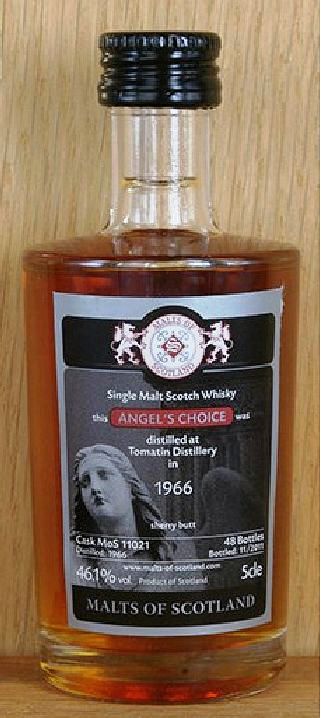 MALTS OF
SCOTLAND
Single Malt Scotch Whisky
this ANGEL'S CHOICE was
distilled at
Tomatin Distillery
in
1966
sherry butt
Cask MoS 11021 48 Bottles
Distilled: 1966 Bottled: 11/2011
www.malts-of-scotland.com
46.1% vol. Product of Scotland 5cle
MALTS OF SCOTLAND